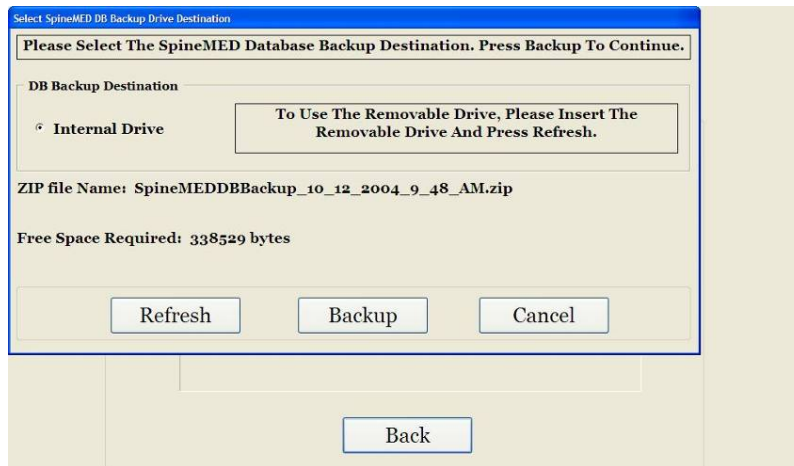 Select SpineMED DB Backup Drive Destination
Please Select The SpineMED Database Backup Destination. Press Backup To Continue.
DB Backup Destination
Internal Drive
To Use The Removable Drive, Please Insert The
Removable Drive And Press Refresh.
ZIP file Name: SpineMEDDBBackup_10_12_2004_9_48_AM.zip
Free Space Required: 338529 bytes
Refresh
Backup
Cancel
Back